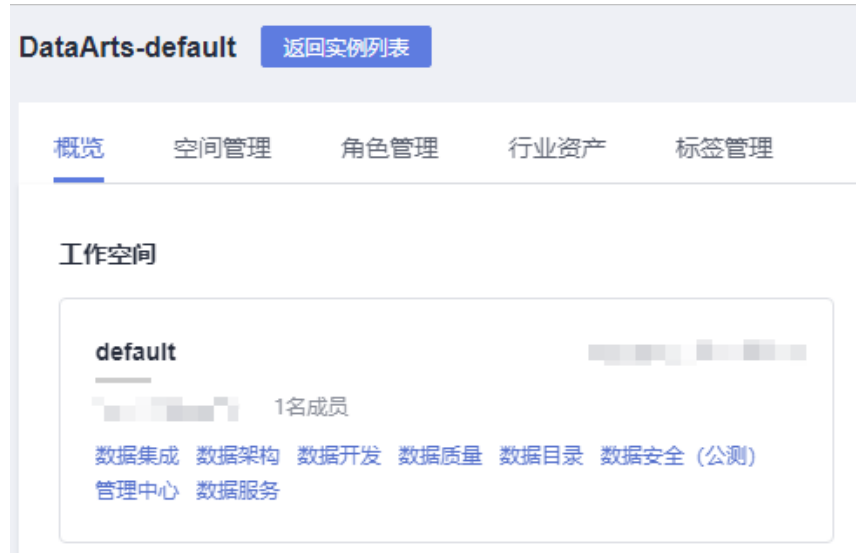 DataArts-default 返回实例列表
概览 空间管理 角色管理 行业资产 标签管理
工作空间
default
1名成员
数据集成 数据架构 数据开发 数据质量 数据目录 数据安全（公测）
管理中心 数据服务